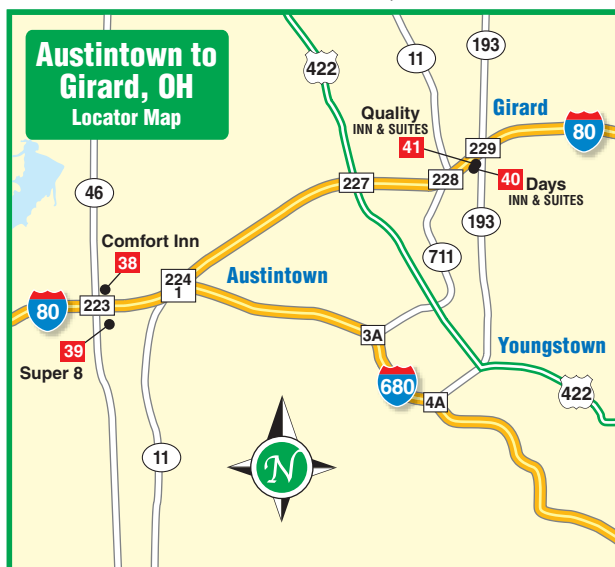 Austintown to
Girard, OH
Locator Map
422
11
193
Quality
INN & SUITES
41
Girard
80
229
228
40 Days
INN & SUITES
227
46
193
Comfort Inn
38
711
224
1
Austintown
223
80
39
Super 8
3A
Youngstown
680
4A
422
11
N